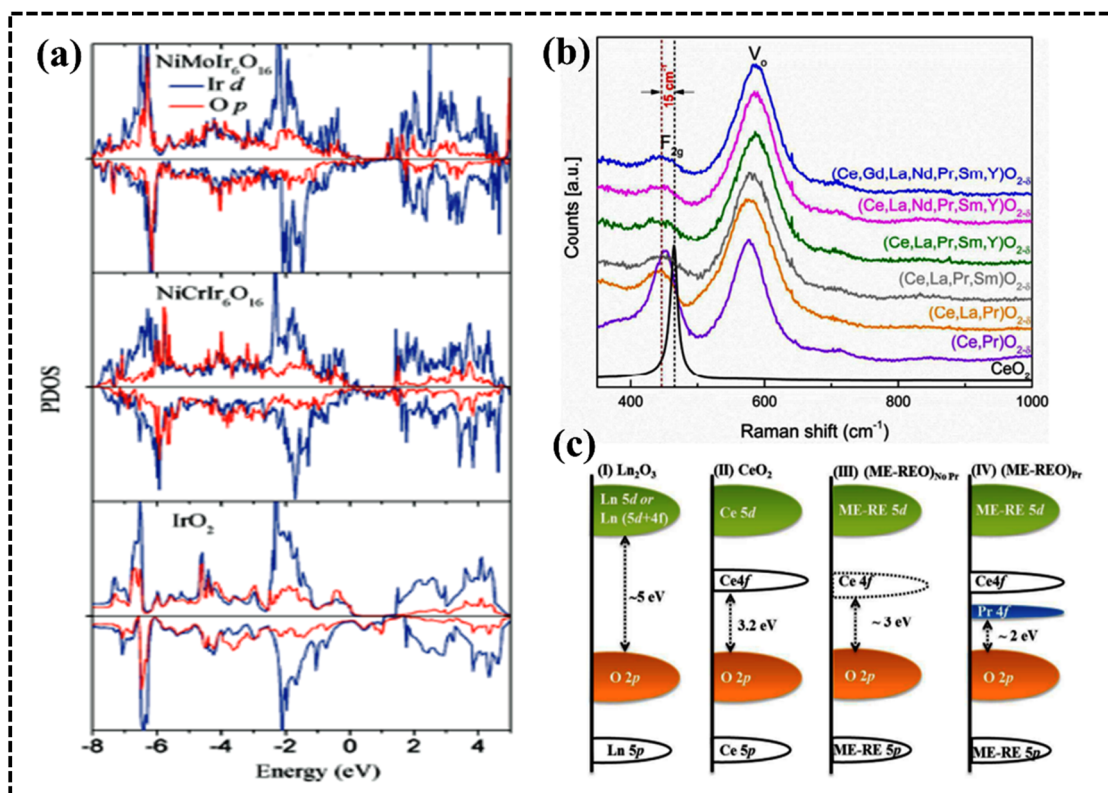 (a)
NiMoIr₆O₁₆
Ir d
O p
NiCrIr₆O₁₆
IrO₂
PDOS
-8 -6 -4 -2 0 2 4
Energy (eV)
(b)
15 cm⁻¹
F₂g
Vₒ
(Ce,Gd,La,Nd,Pr,Sm,Y)O₂₋δ
(Ce,La,Nd,Pr,Sm,Y)O₂₋δ
(Ce,La,Pr,Sm,Y)O₂₋δ
(Ce,La,Pr,Sm)O₂₋δ
(Ce,La,Pr)O₂₋δ
(Ce,Pr)O₂₋δ
CeO₂
Counts [a.u.]
400 600 800 1000
Raman shift (cm⁻¹)
(c)
(I) Ln₂O₃
Ln 5d or
Ln (5d+4f)
~5 eV
O 2p
Ln 5p
(II) CeO₂
Ce 5d
Ce4f
3.2 eV
O 2p
Ce 5p
(III) (ME-REO)No Pr
ME-RE 5d
Ce 4f
~ 3 eV
O 2p
ME-RE 5p
(IV) (ME-REO)Pr
ME-RE 5d
Ce4f
Pr 4f
~ 2 eV
O 2p
ME-RE 5p